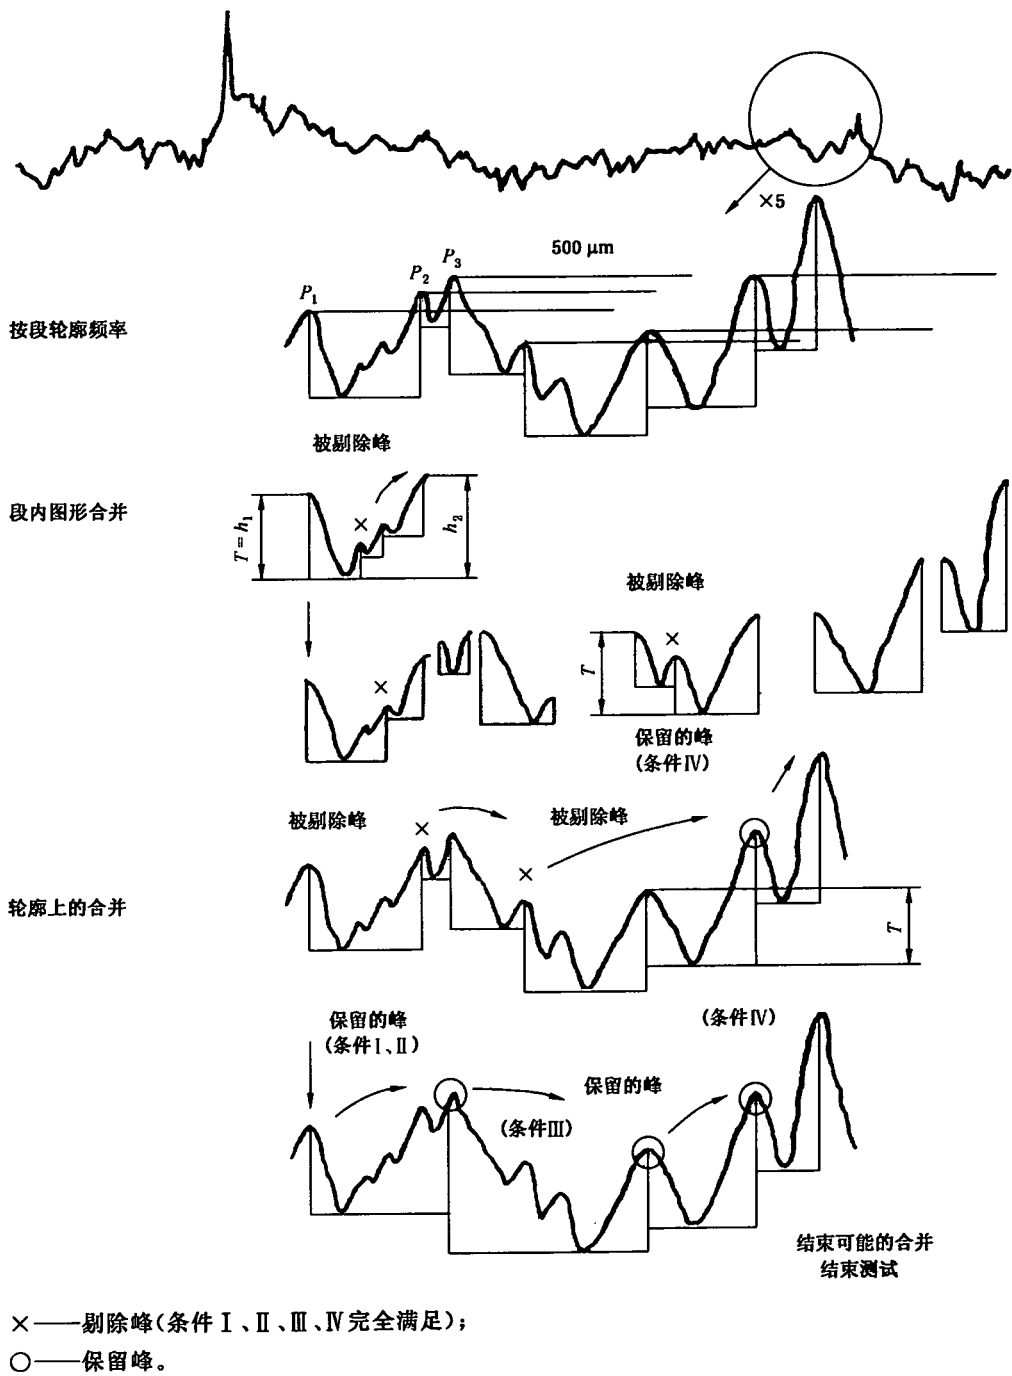 ×5
500 μm
P₁
P₂
P₃
按段轮廓频率
被剔除峰
段内图形合并
×
T=h₁
h₂
被剔除峰
×
×
T
保留的峰
(条件Ⅳ)
被剔除峰
×
被剔除峰
×
轮廓上的合并
T
保留的峰
(条件Ⅰ、Ⅱ)
(条件Ⅳ)
保留的峰
(条件Ⅲ)
结束可能的合并
结束测试
×——剔除峰(条件Ⅰ、Ⅱ、Ⅲ、Ⅳ完全满足);
○——保留峰。